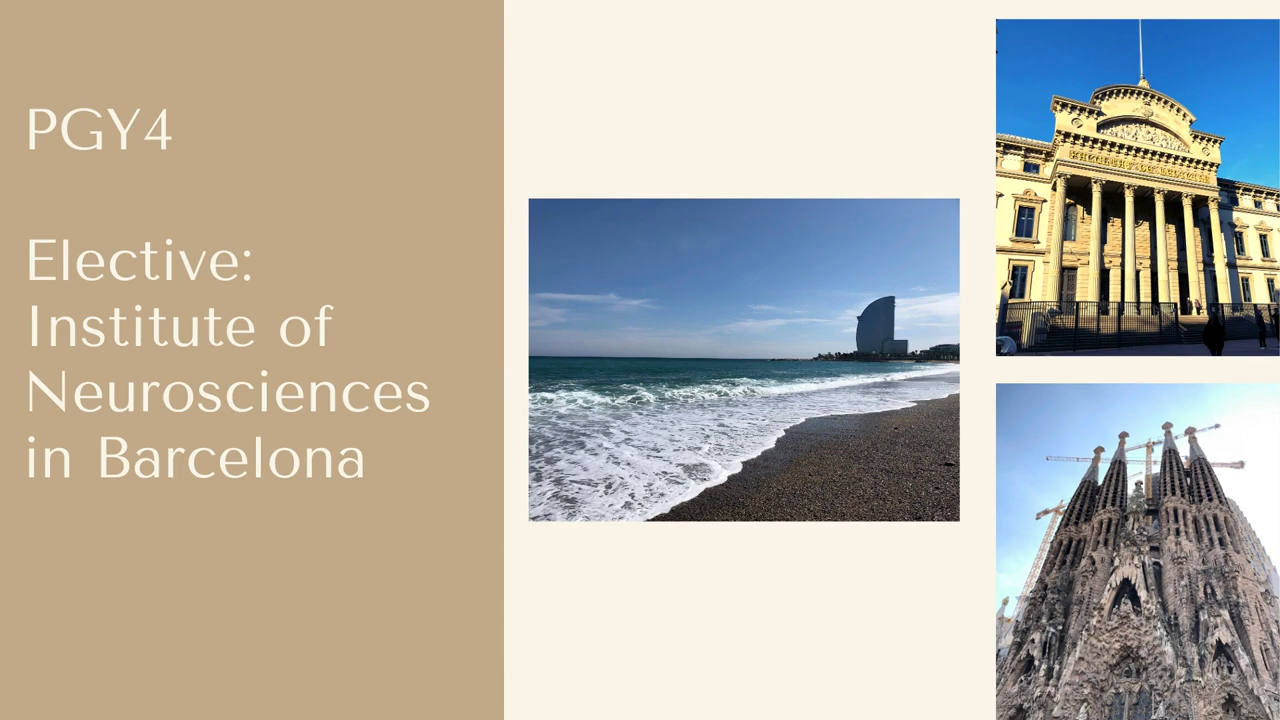 PGY4
Elective:
Institute of
Neurosciences
in Barcelona